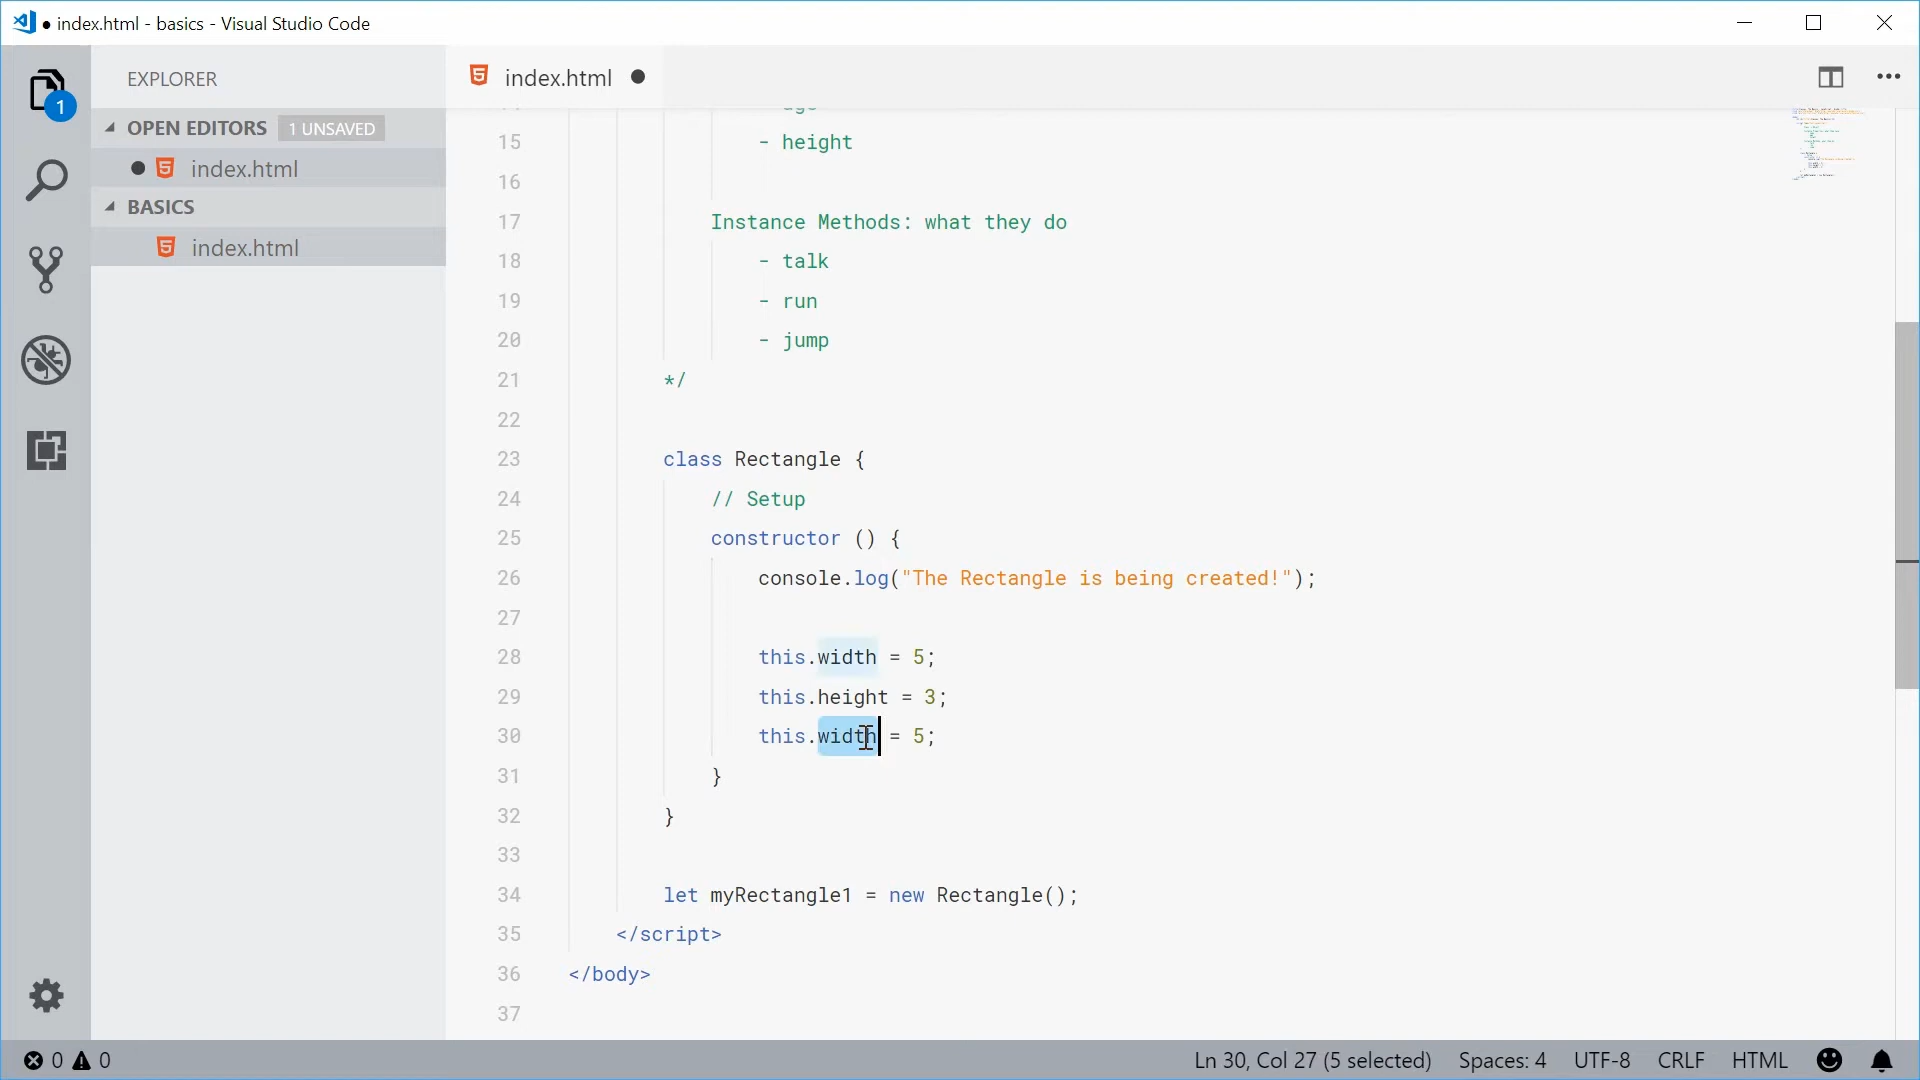 index.html - basics - Visual Studio Code
EXPLORER
1
OPEN EDITORS 1 UNSAVED
index.html
BASICS
index.html
index.html
15 - height
16
17 Instance Methods: what they do
18 - talk
19 - run
20 - jump
21 */
22
23 class Rectangle {
24 // Setup
25 constructor () {
26 console.log("The Rectangle is being created!");
27
28 this.width = 5;
29 this.height = 3;
30 this.width = 5;
31 }
32 }
33
34 let myRectangle1 = new Rectangle();
35 </script>
36 </body>
37
0 0 Ln 30, Col 27 (5 selected) Spaces: 4 UTF-8 CRLF HTML